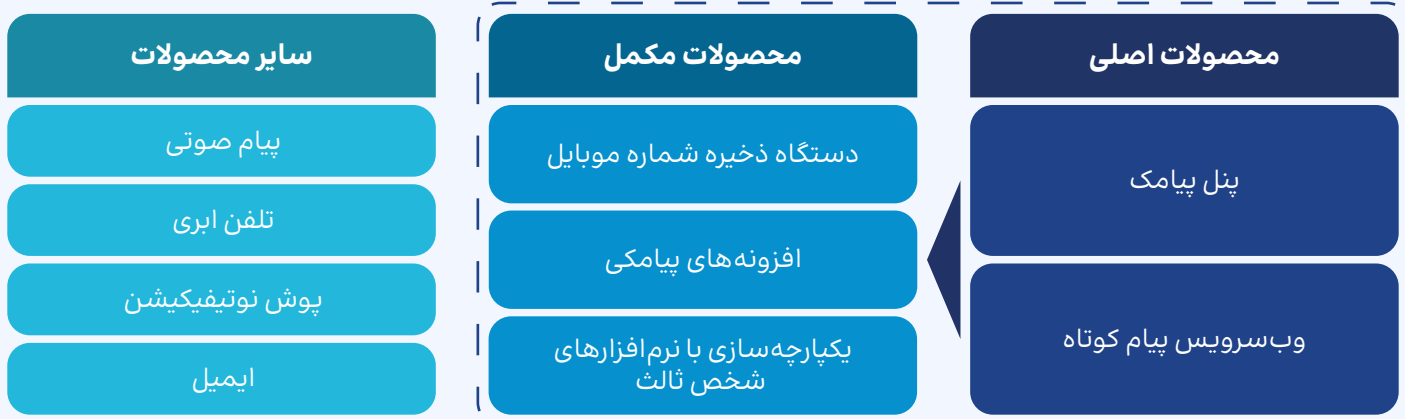 محصولات اصلی
پنل پیامک
وب‌سرویس پیام کوتاه
محصولات مکمل
دستگاه ذخیره شماره موبایل
افزونه‌های پیامکی
یکپارچه‌سازی با نرم‌افزارهای
شخص ثالث
سایر محصولات
پیام صوتی
تلفن ابری
پوش نوتیفیکیشن
ایمیل